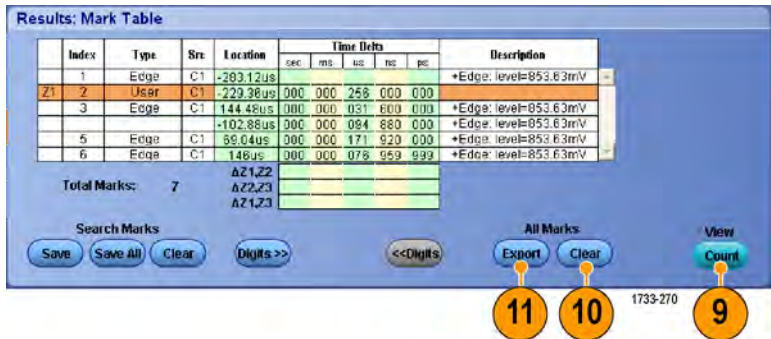 Results: Mark Table
Time Delta
Index Type Src Location sec ms us ns ps Description
1 Edge C1 -283.12us +Edge: level=853.63mV
Z1 2 User C1 -229.36us 000 000 256 000 000
3 Edge C1 144.48us 000 000 031 600 000 +Edge: level=853.63mV
-102.88us 000 000 094 880 000 +Edge: level=853.63mV
5 Edge C1 69.04us 000 000 171 920 000 +Edge: level=853.63mV
6 Edge C1 146us 000 000 076 959 999 +Edge: level=853.63mV
ΔZ1,Z2
Total Marks: 7 ΔZ2,Z3
ΔZ1,Z3
Search Marks All Marks View
Save Save All Clear Digits >> <<Digits Export Clear Count
1733-270
11 10 9